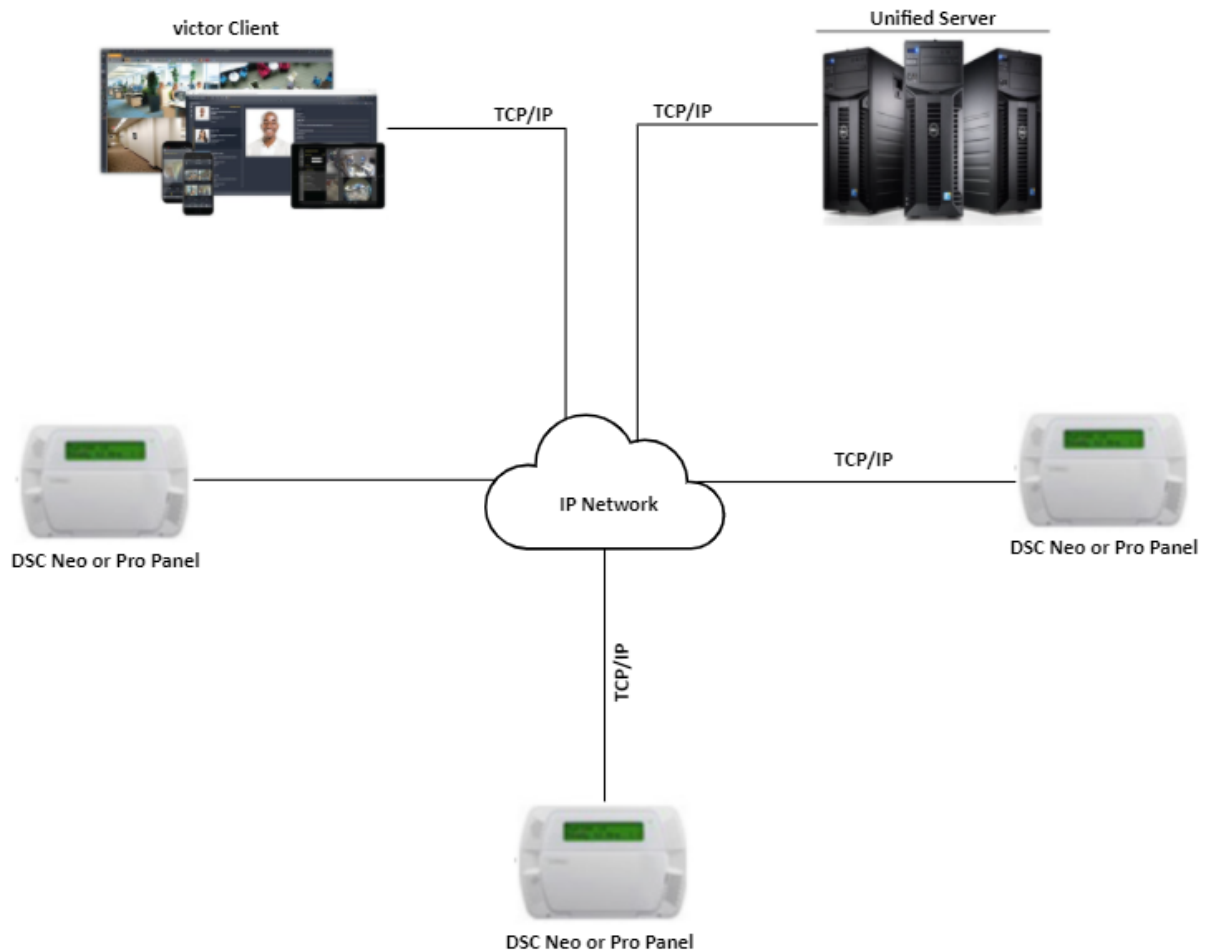 victor Client
Unified Server
TCP/IP
TCP/IP
TCP/IP
IP Network
DSC Neo or Pro Panel
DSC Neo or Pro Panel
TCP/IP
DSC Neo or Pro Panel